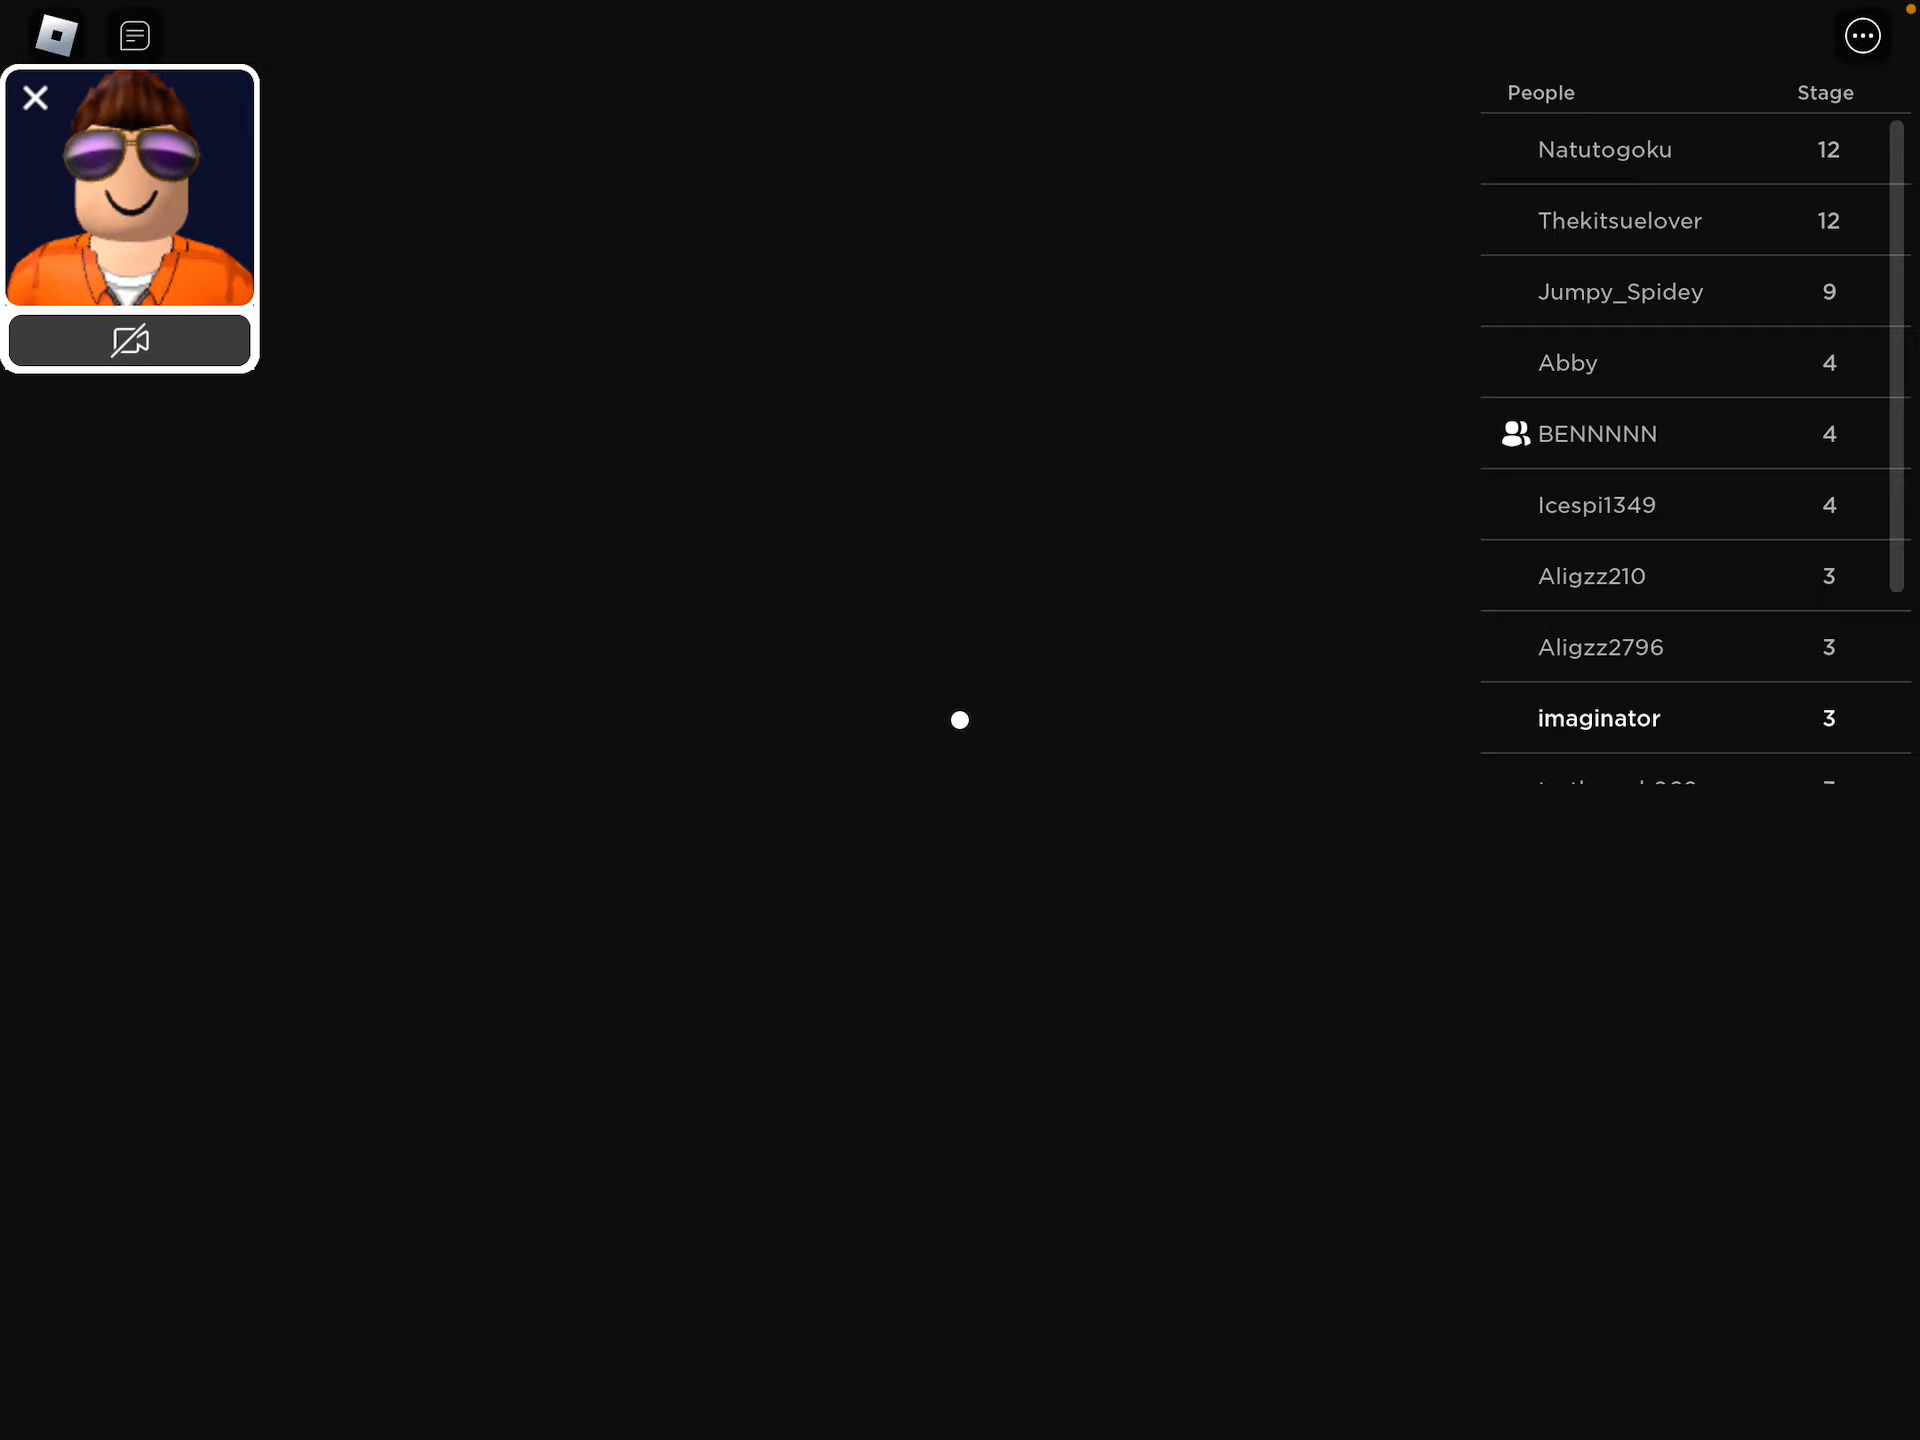 People Stage
Natutogoku 12
Thekitsuelover 12
Jumpy_Spidey 9
Abby 4
BENNNNN 4
Icespi1349 4
Aligzz210 3
Aligzz2796 3
imaginator 3